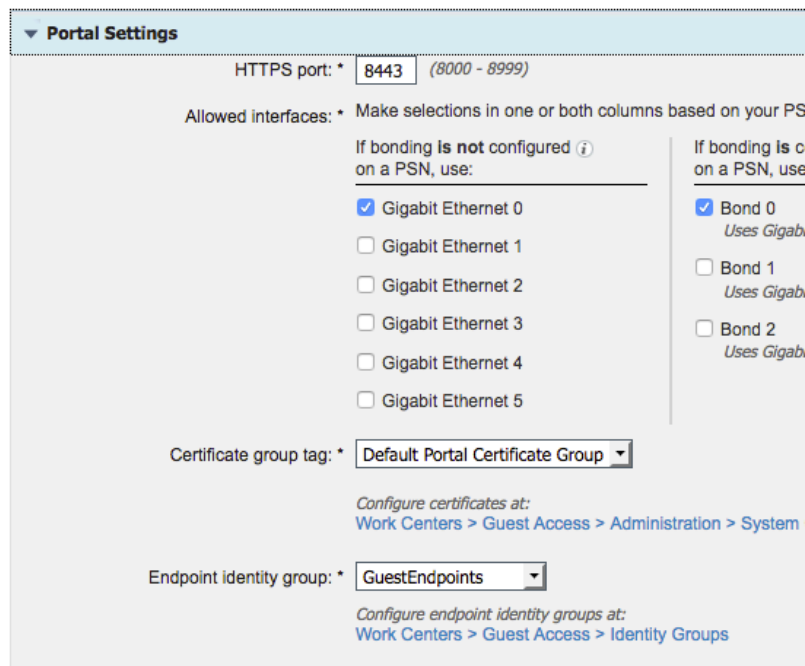 Portal Settings
HTTPS port: * 8443 (8000 - 8999)
Allowed interfaces: * Make selections in one or both columns based on your
If bonding is not configured
on a PSN, use:
Gigabit Ethernet 0
Gigabit Ethernet 1
Gigabit Ethernet 2
Gigabit Ethernet 3
Gigabit Ethernet 4
Gigabit Ethernet 5
If bonding is
on a PSN, use
Bond 0
Uses
Bond 1
Uses
Bond 2
Uses
Certificate group tag: * Default Portal Certificate Group
Configure certificates at:
Work Centers > Guest Access > Administration > System
Endpoint identity group: * GuestEndpoints
Configure endpoint identity groups at:
Work Centers > Guest Access > Identity Groups